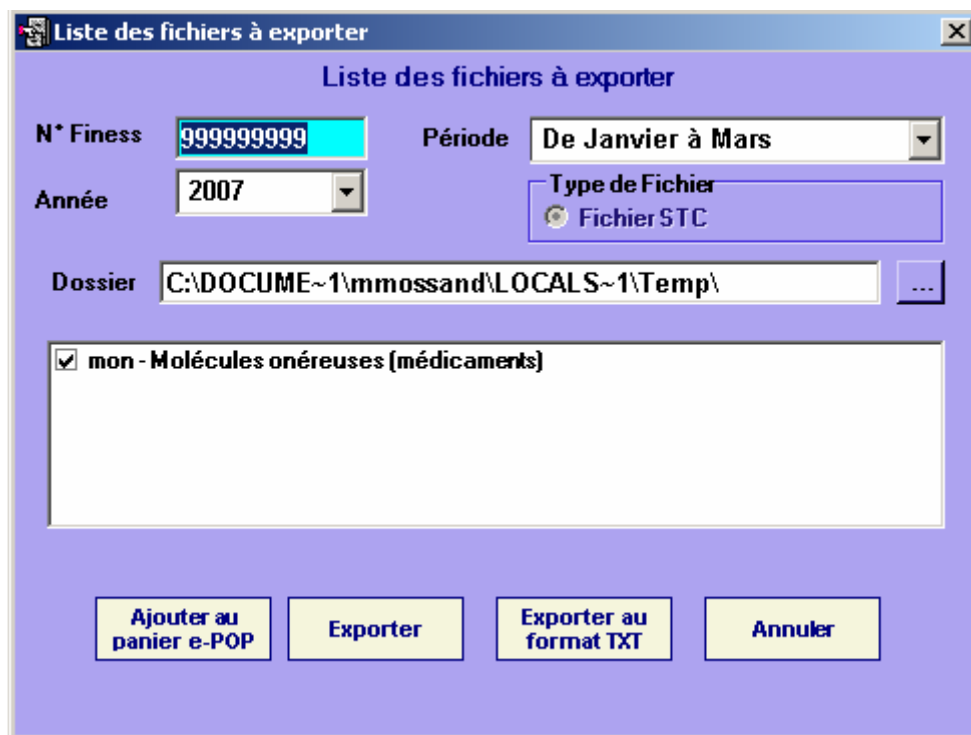 Liste des fichiers à exporter
Liste des fichiers à exporter
N° Finess 999999999 Période De Janvier à Mars
Année 2007 Type de Fichier
Fichier STC
Dossier C:\DOCUME~1\mmossand\LOCALS~1\Temp\ ...
mon - Molécules onéreuses (médicaments)
Ajouter au panier e-POP Exporter Exporter au format TXT Annuler